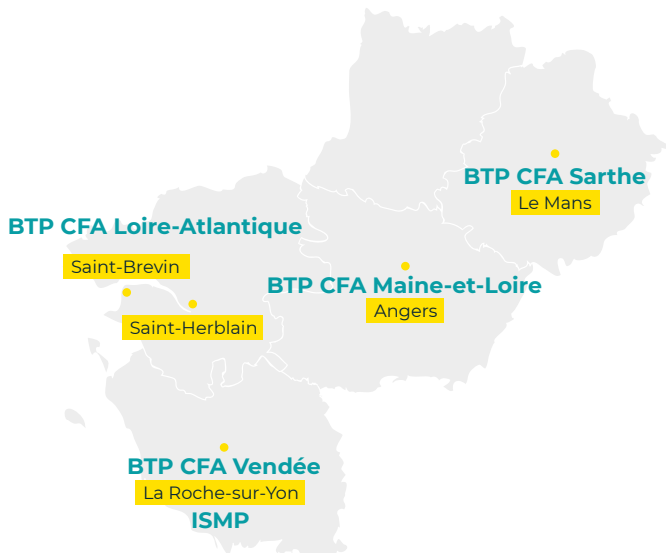 BTP CFA Sarthe
Le Mans
BTP CFA Loire-Atlantique
Saint-Brevin
BTP CFA Maine-et-Loire
Angers
Saint-Herblain
BTP CFA Vendée
La Roche-sur-Yon
ISMP